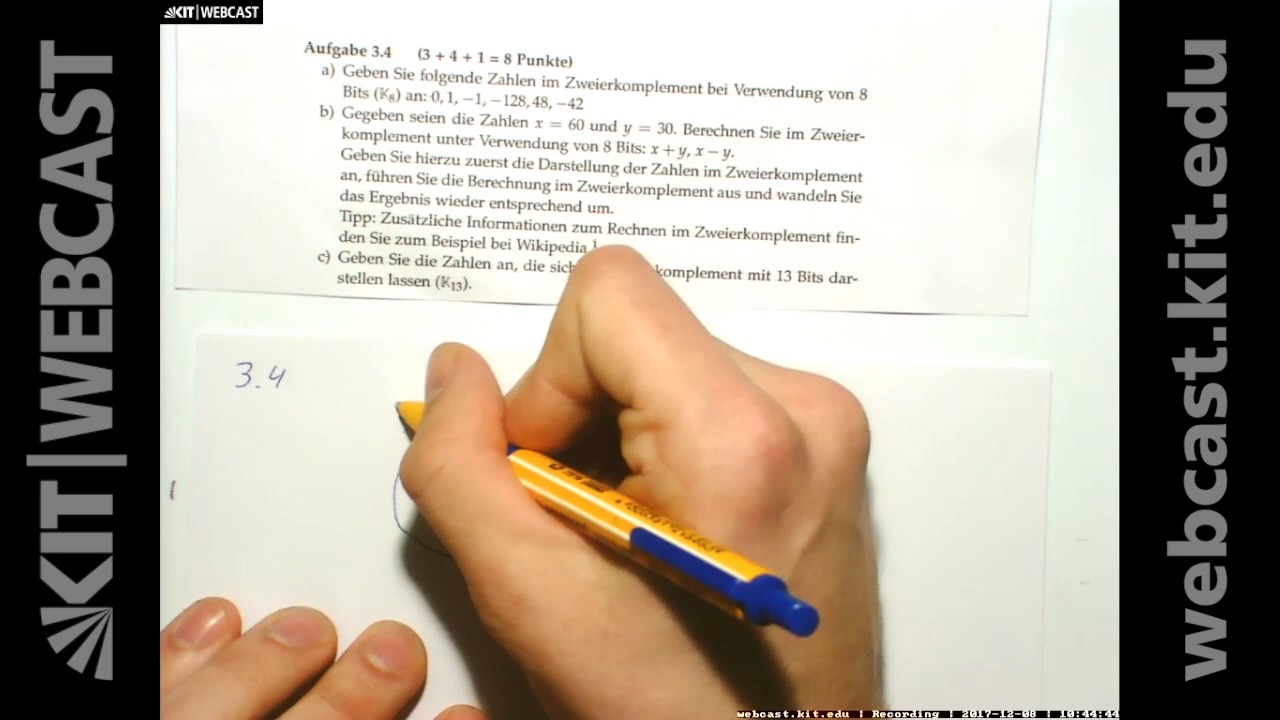 KIT | WEBCAST
KIT|WEBCAST
Aufgabe 3.4 (3 + 4 + 1 = 8 Punkte)
a) Geben Sie folgende Zahlen im Zweierkomplement bei Verwendung von 8
Bits (𝕂8) an: 0, 1, −1, −128, 48, −42
b) Gegeben seien die Zahlen x = 60 und y = 30. Berechnen Sie im Zweier-
komplement unter Verwendung von 8 Bits: x + y, x − y.
Geben Sie hierzu zuerst die Darstellung der Zahlen im Zweierkomplement
an, führen Sie die Berechnung im Zweierkomplement aus und wandeln Sie
das Ergebnis wieder entsprechend um.
Tipp: Zusätzliche Informationen zum Rechnen im Zweierkomplement fin-
den Sie zum Beispiel bei Wikipedia
c) Geben Sie die Zahlen an, die sich komplement mit 13 Bits dar-
stellen lassen (𝕂13).
3.4
webcast.kit.edu
webcast.kit.edu | Recording | 2017-12-08 | 10:44:44